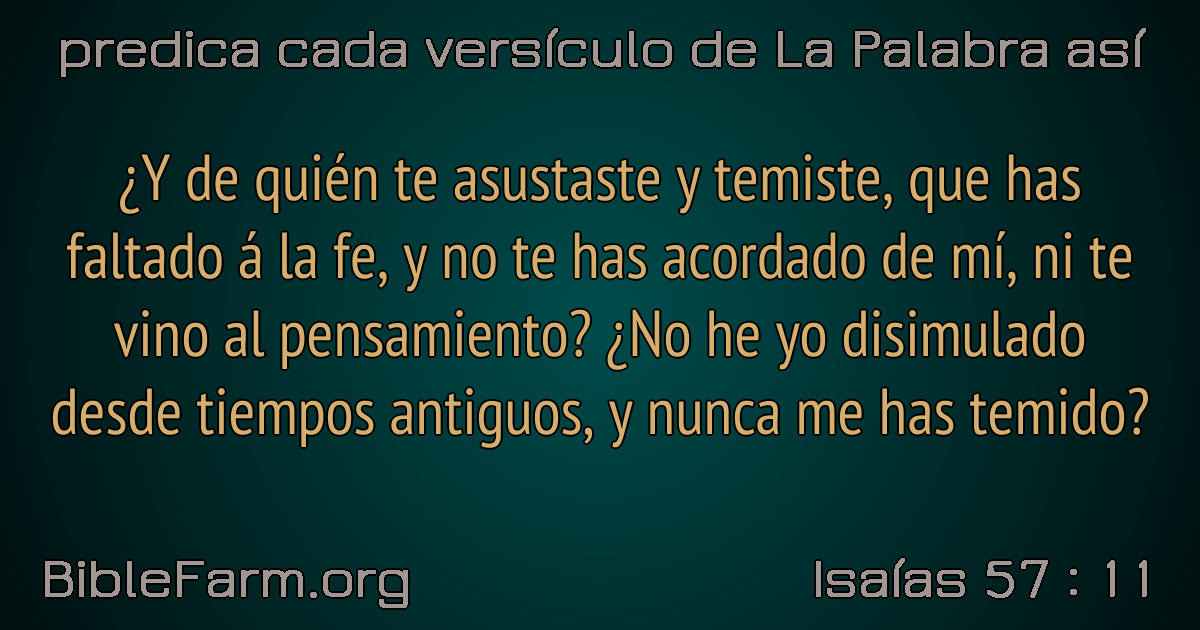 predica cada versículo de La Palabra así
¿Y de quién te asustaste y temiste, que has
faltado á la fe, y no te has acordado de mí, ni te
vino al pensamiento? ¿No he yo disimulado
desde tiempos antiguos, y nunca me has temido?
BibleFarm.org
Isaías 57 : 11